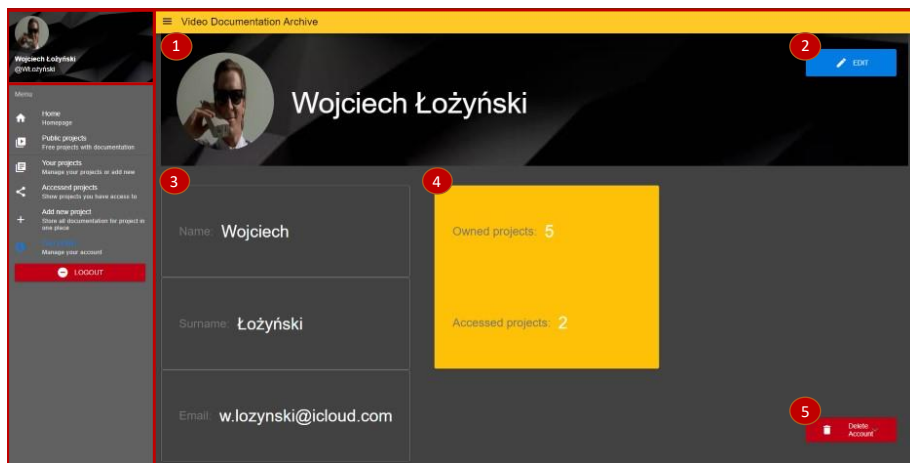 Wojciech Łożyński
Menu
Home
Homepage
Public projects
Free projects with documentation
Your projects
Manage your projects or add new
Accessed projects
Show projects you have access to
Add new project
Store all documentation for project in
one place
Manage your account
LOGOUT
Video Documentation Archive
1
2
EDIT
Wojciech Łożyński
3
Name: Wojciech
Surname: Łożyński
Email: w.lozynski@icloud.com
4
Owned projects: 5
Accessed projects: 2
5
Delete
Account